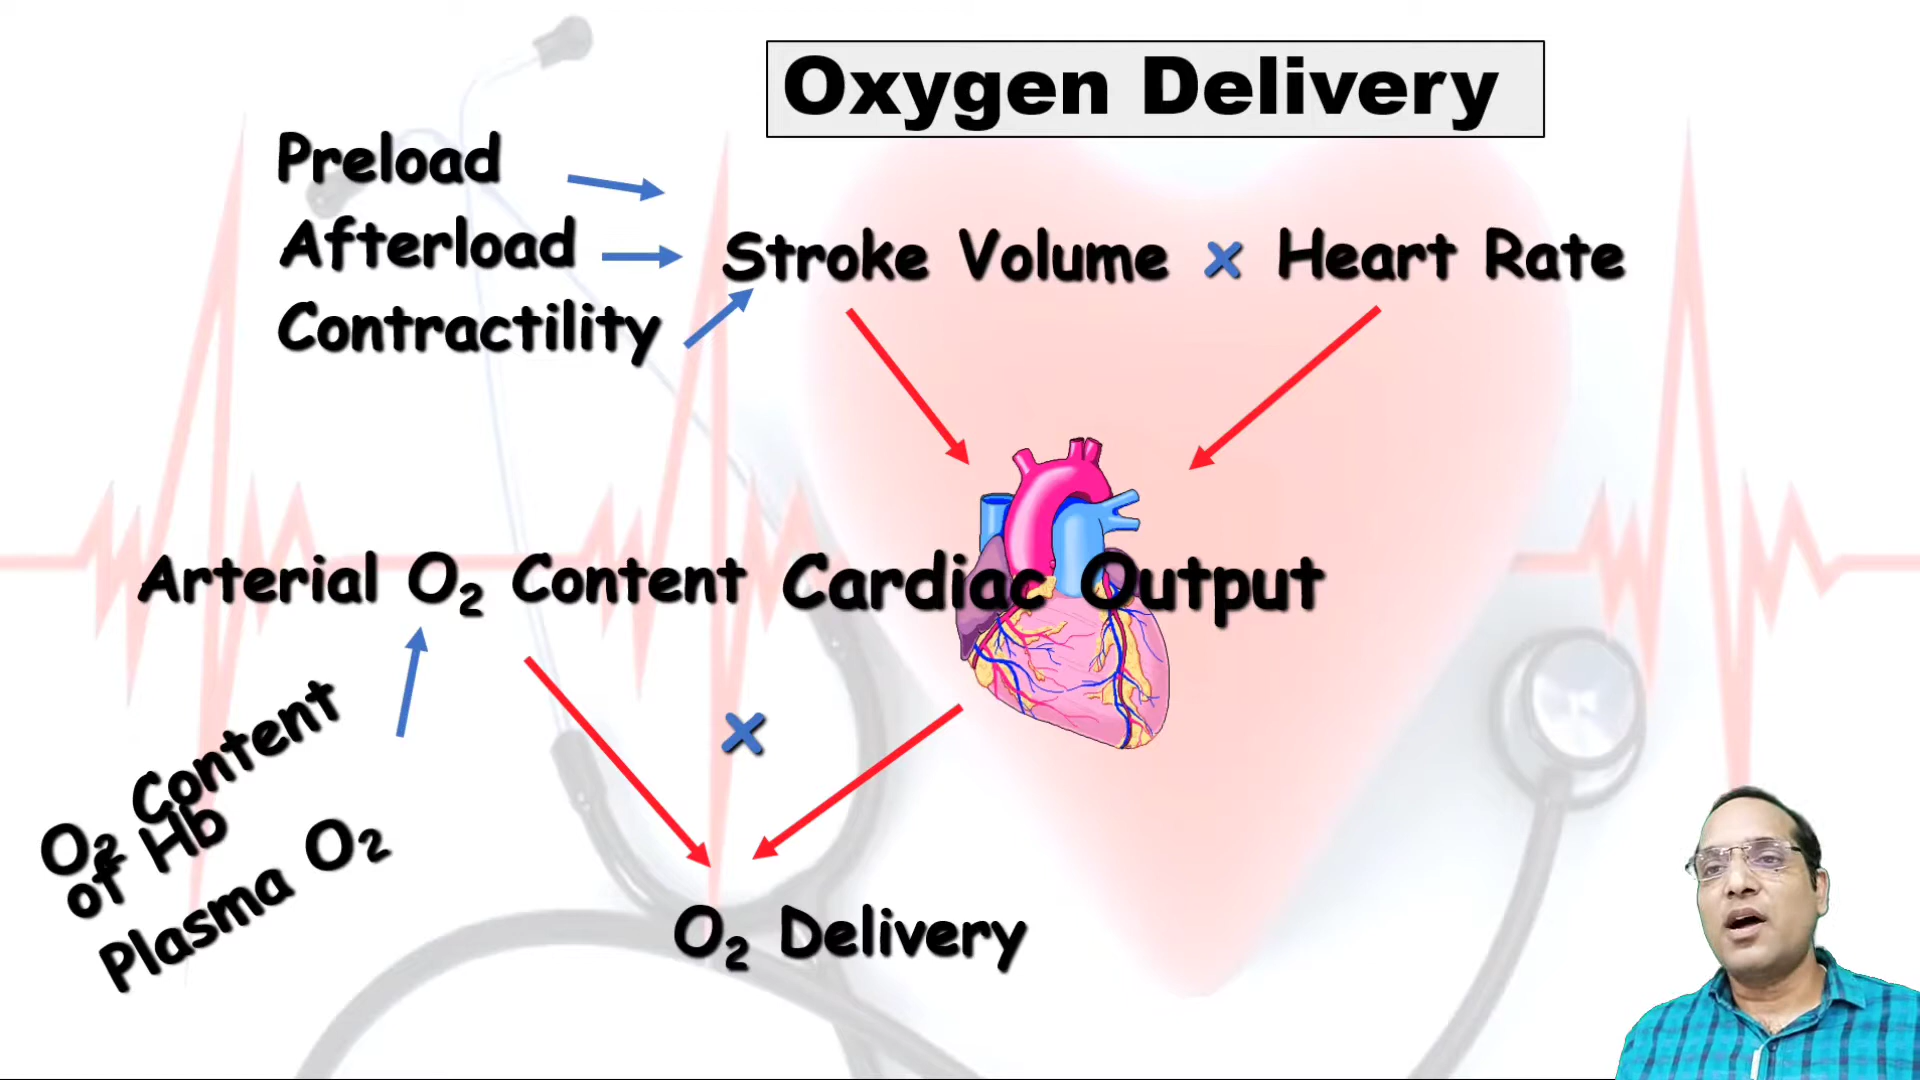 Oxygen Delivery
Preload
Afterload
Contractility
Stroke Volume x Heart Rate
Arterial O₂ Content
Cardiac Output
x
O₂ Content
of Hb
Plasma O₂
O₂ Delivery